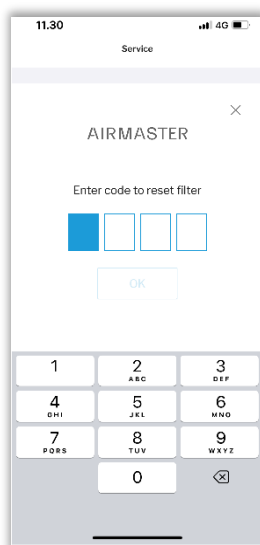 11.30 4G
Service
AIRMASTER
Enter code to reset filter
OK
1 2 3
ABC DEF
4 5 6
GHI JKL MNO
7 8 9
PQRS TUV WXYZ
0